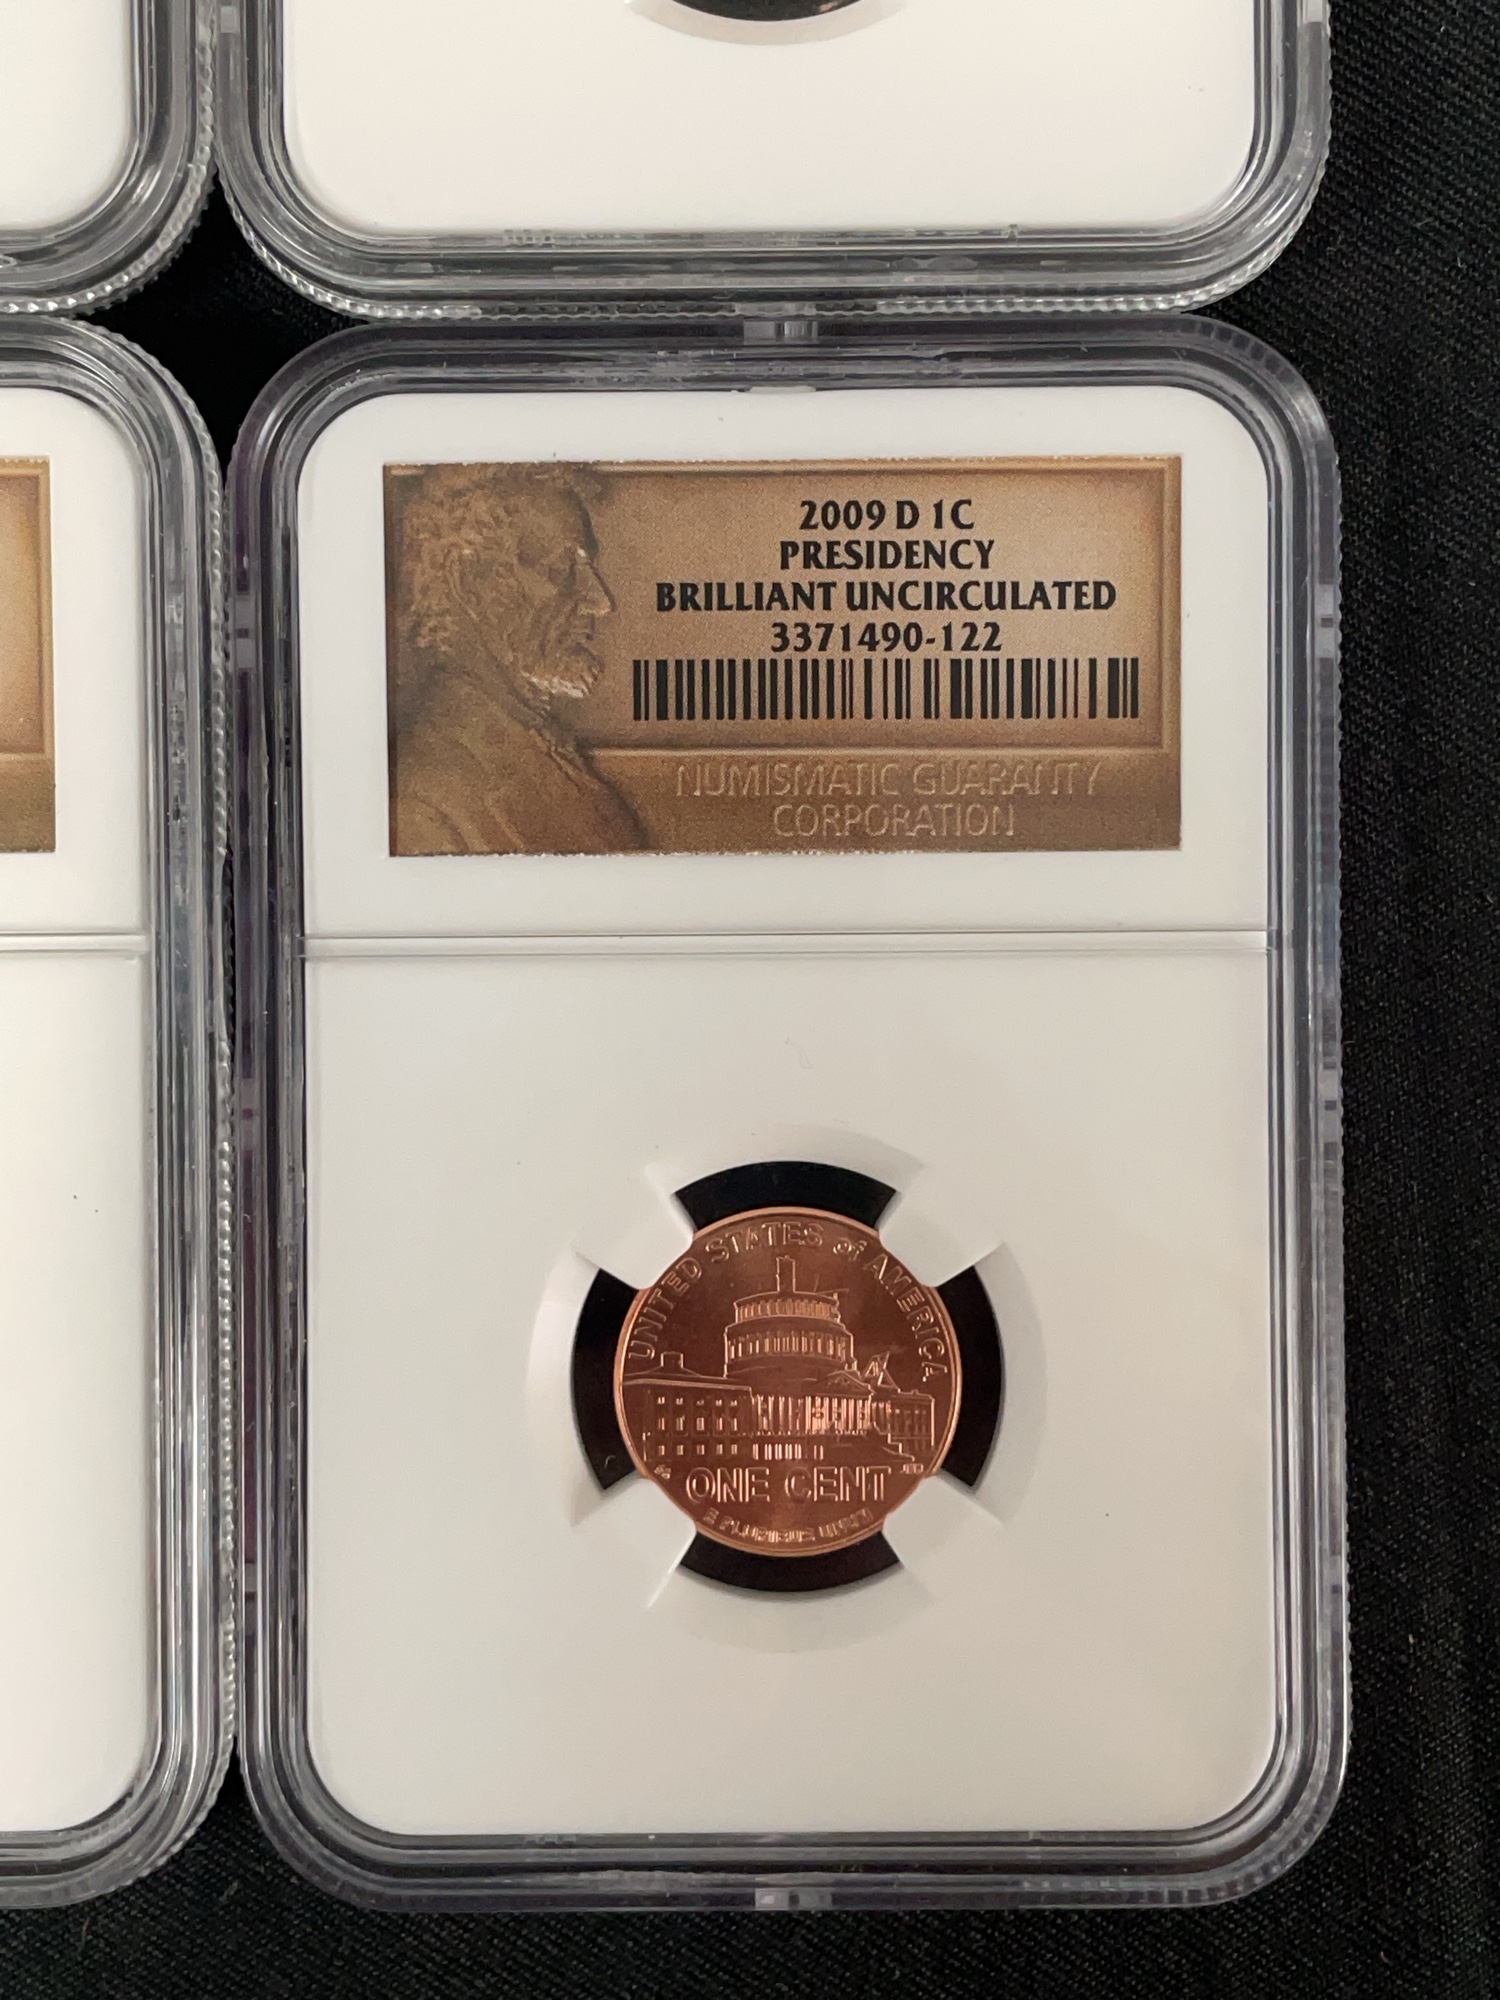 2009 D 1C
PRESIDENCY
BRILLIANT UNCIRCULATED
3371490-122
NUMISMATIC GUARANTY
CORPORATION
UNITED STATES of AMERICA
ONE CENT
E PLURIBUS UNUM